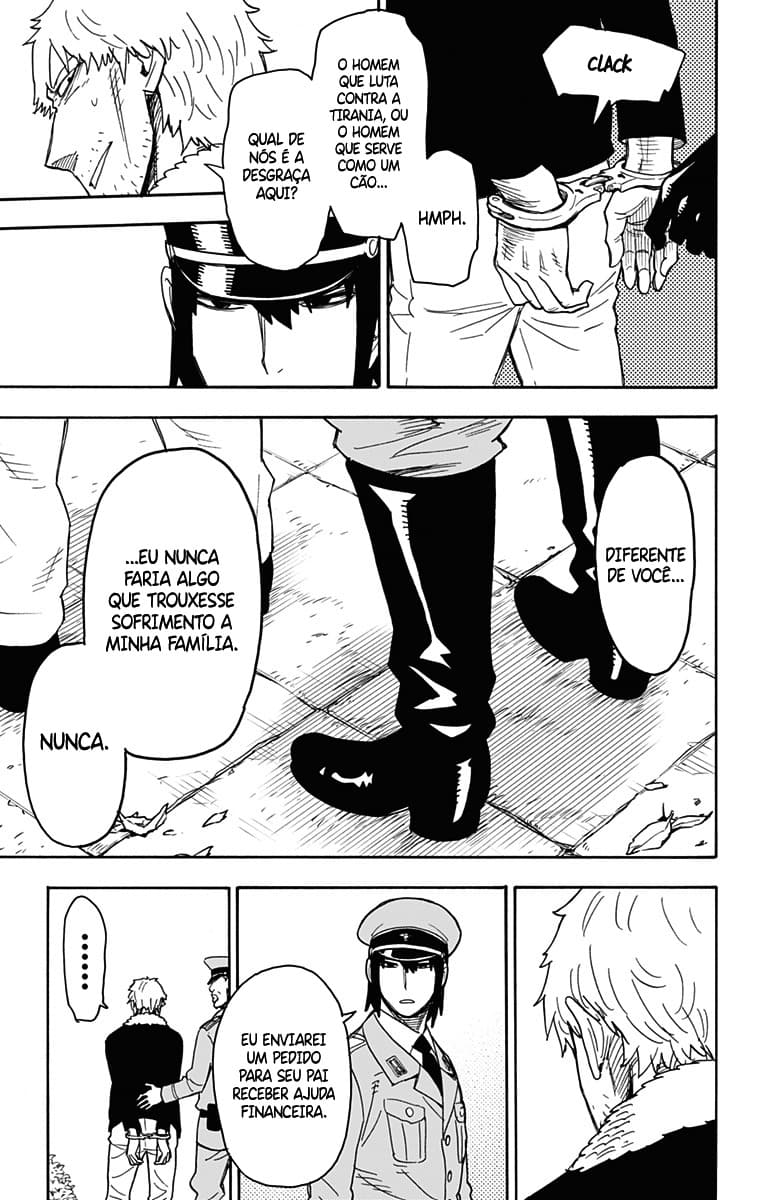 CLACK
HMPH.
O HOMEM
QUE LUTA
CONTRA A
TIRANIA, OU
O HOMEM
QUE SERVE
COMO UM
CÃO...
QUAL DE
NÓS É A
DESGRAÇA
AQUI?
DIFERENTE
DE VOCÊ...
...EU NUNCA
FARIA ALGO
QUE TROUXESSE
SOFRIMENTO A
MINHA FAMÍLIA.
NUNCA.
EU ENVIAREI
UM PEDIDO
PARA SEU PAI
RECEBER AJUDA
FINANCEIRA.
......